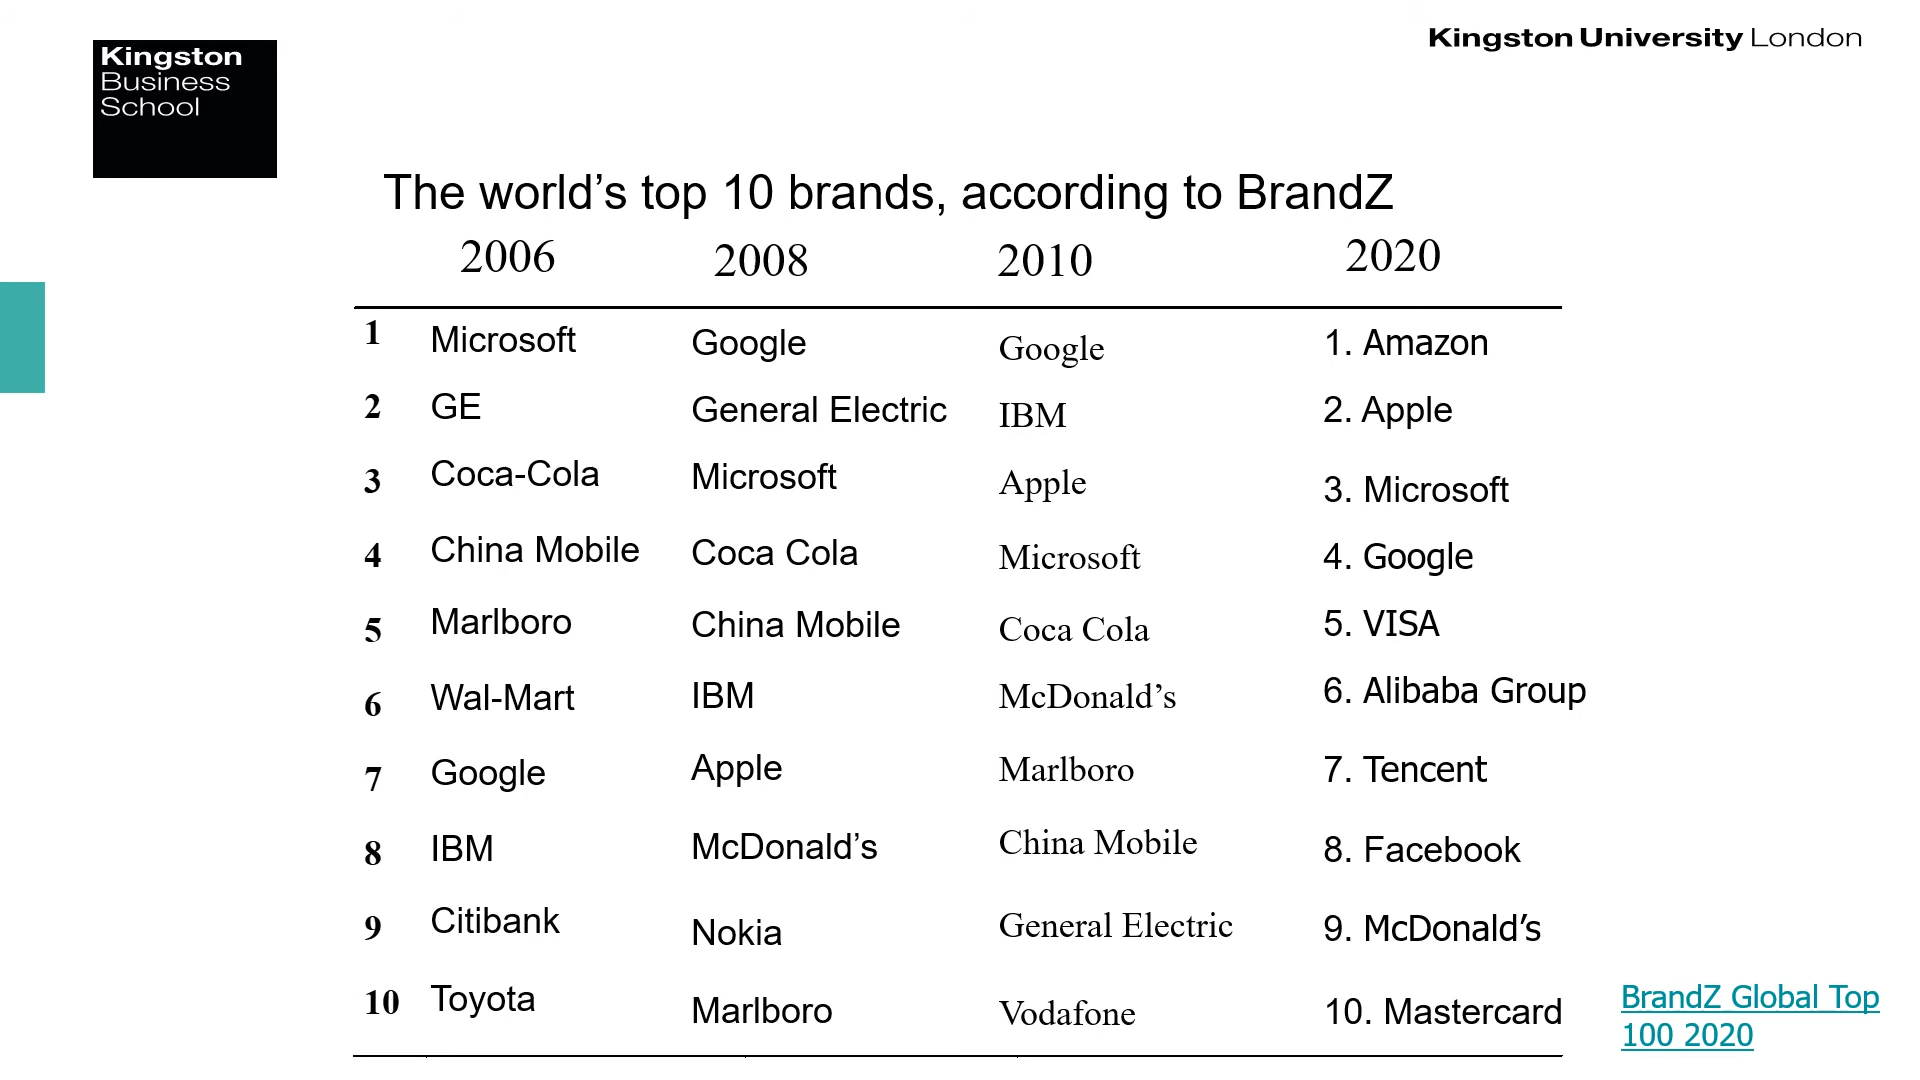 Kingston
Business
School
Kingston University London
The world’s top 10 brands, according to BrandZ
2006 2008 2010 2020
1 Microsoft Google Google 1. Amazon
2 GE General Electric IBM 2. Apple
3 Coca-Cola Microsoft Apple 3. Microsoft
4 China Mobile Coca Cola Microsoft 4. Google
5 Marlboro China Mobile Coca Cola 5. VISA
6 Wal-Mart IBM McDonald’s 6. Alibaba Group
7 Google Apple Marlboro 7. Tencent
8 IBM McDonald’s China Mobile 8. Facebook
9 Citibank Nokia General Electric 9. McDonald’s
10 Toyota Marlboro Vodafone 10. Mastercard
BrandZ Global Top
100 2020